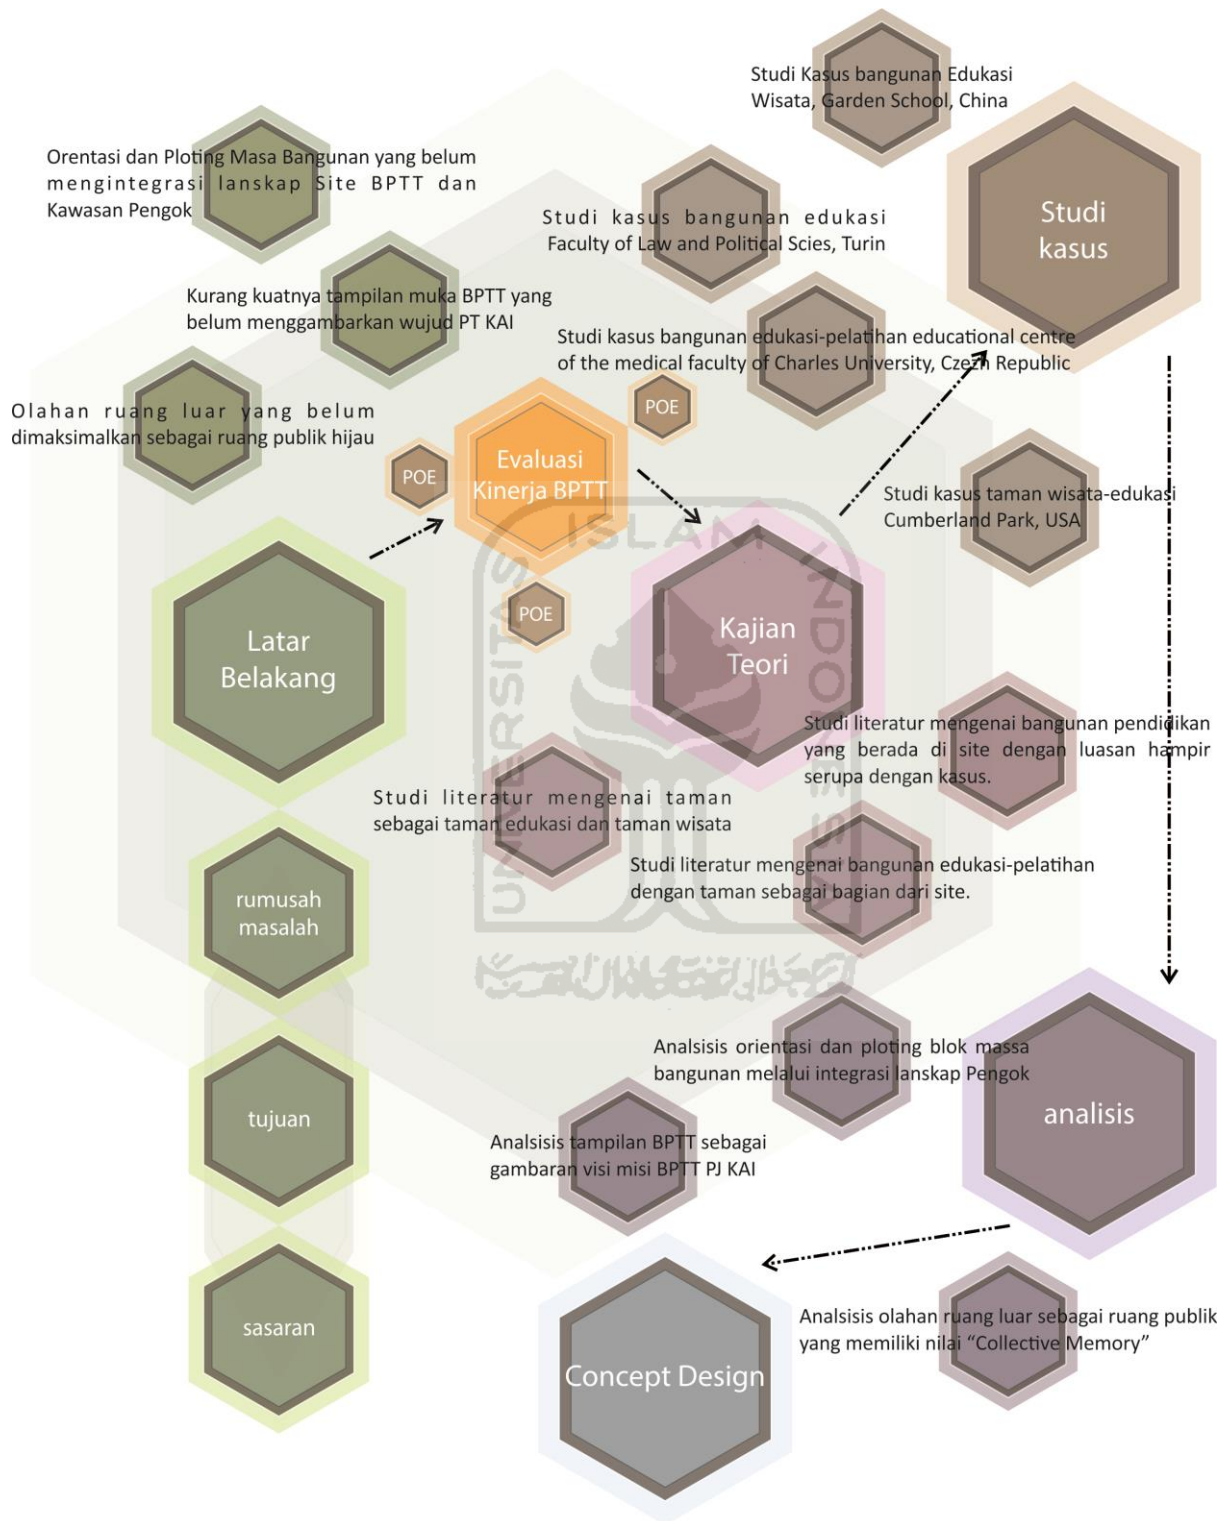 Studi Kasus bangunan Edukasi
Wisata, Garden School, China
Studi
kasus
Orentasi dan Ploting Masa Bangunan yang belum
mengintegrasi lanskap Site BPTT dan
Kawasan Pengok
Studi kasus bangunan edukasi
Faculty of Law and Political Scies, Turin
Kurang kuatnya tampilan muka BPTT yang
belum menggambarkan wujud PT KAI
Studi kasus bangunan edukasi-pelatihan educational centre
of the medical faculty of Charles University, Czezh Republic
Olahan ruang luar yang belum
dimaksimalkan sebagai ruang publik hijau
POE
Evaluasi
Kinerja BPTT
POE
POE
Studi kasus taman wisata-edukasi
Cumberland Park, USA
Latar
Belakang
Kajian
Teori
UNIVERSITAS
ISLAM
INDONESIA
Studi literatur mengenai bangunan pendidikan
yang berada di site dengan luasan hampir
serupa dengan kasus.
Studi literatur mengenai taman
sebagai taman edukasi dan taman wisata
Studi literatur mengenai bangunan edukasi-pelatihan
dengan taman sebagai bagian dari site.
rumusah
masalah
tujuan
sasaran
Analsisis orientasi dan ploting blok massa
bangunan melalui integrasi lanskap Pengok
analisis
Analsisis tampilan BPTT sebagai
gambaran visi misi BPTT PJ KAI
Analsisis olahan ruang luar sebagai ruang publik
yang memiliki nilai “Collective Memory”
Concept Design